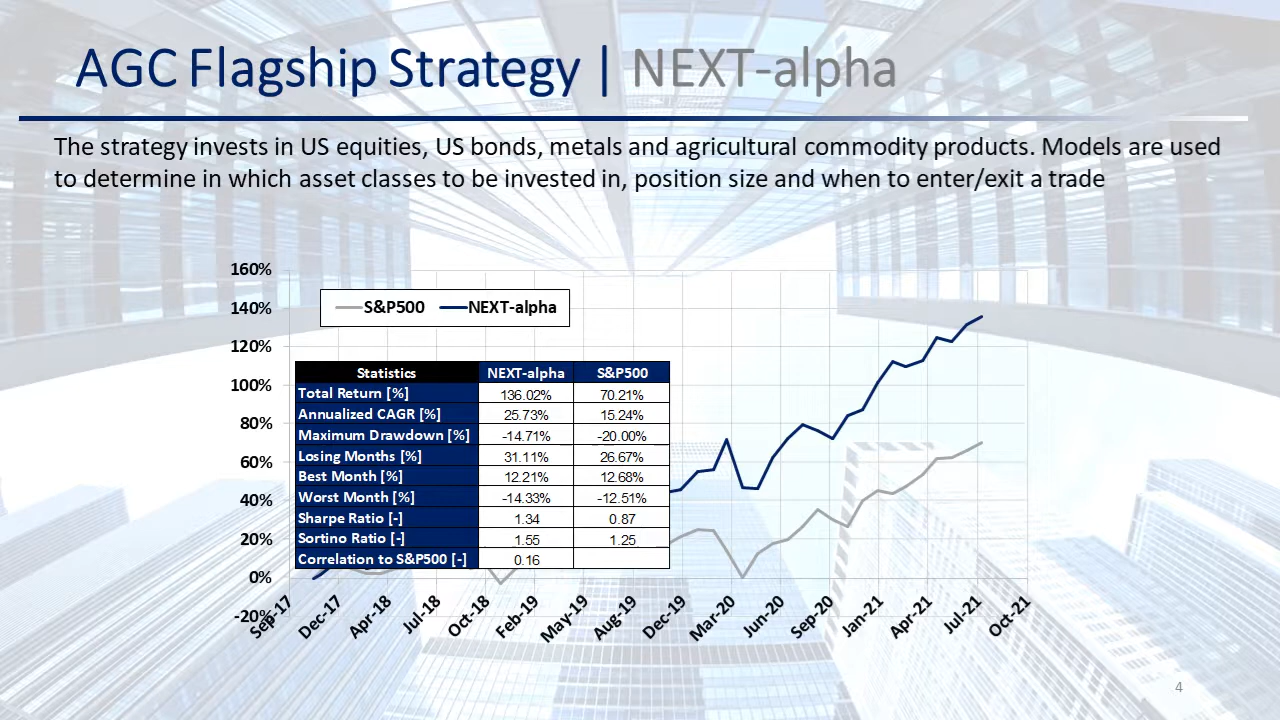 AGC Flagship Strategy | NEXT-alpha
The strategy invests in US equities, US bonds, metals and agricultural commodity products. Models are used
to determine in which asset classes to be invested in, position size and when to enter/exit a trade
160%
140%
120%
100%
80%
60%
40%
20%
0%
-20%
S&P500 NEXT-alpha
Statistics NEXT-alpha S&P500
Total Return [%] 136.02% 70.21%
Annualized CAGR [%] 25.73% 15.24%
Maximum Drawdown [%] -14.71% -20.00%
Losing Months [%] 31.11% 26.67%
Best Month [%] 12.21% 12.68%
Worst Month [%] -14.33% -12.51%
Sharpe Ratio [-] 1.34 0.87
Sortino Ratio [-] 1.55 1.25
Correlation to S&P500 [-] 0.16
Sep-17 Dec-17 Apr-18 Jul-18 Oct-18 Feb-19 May-19 Aug-19 Dec-19 Mar-20 Jun-20 Sep-20 Jan-21 Apr-21 Jul-21 Oct-21
4